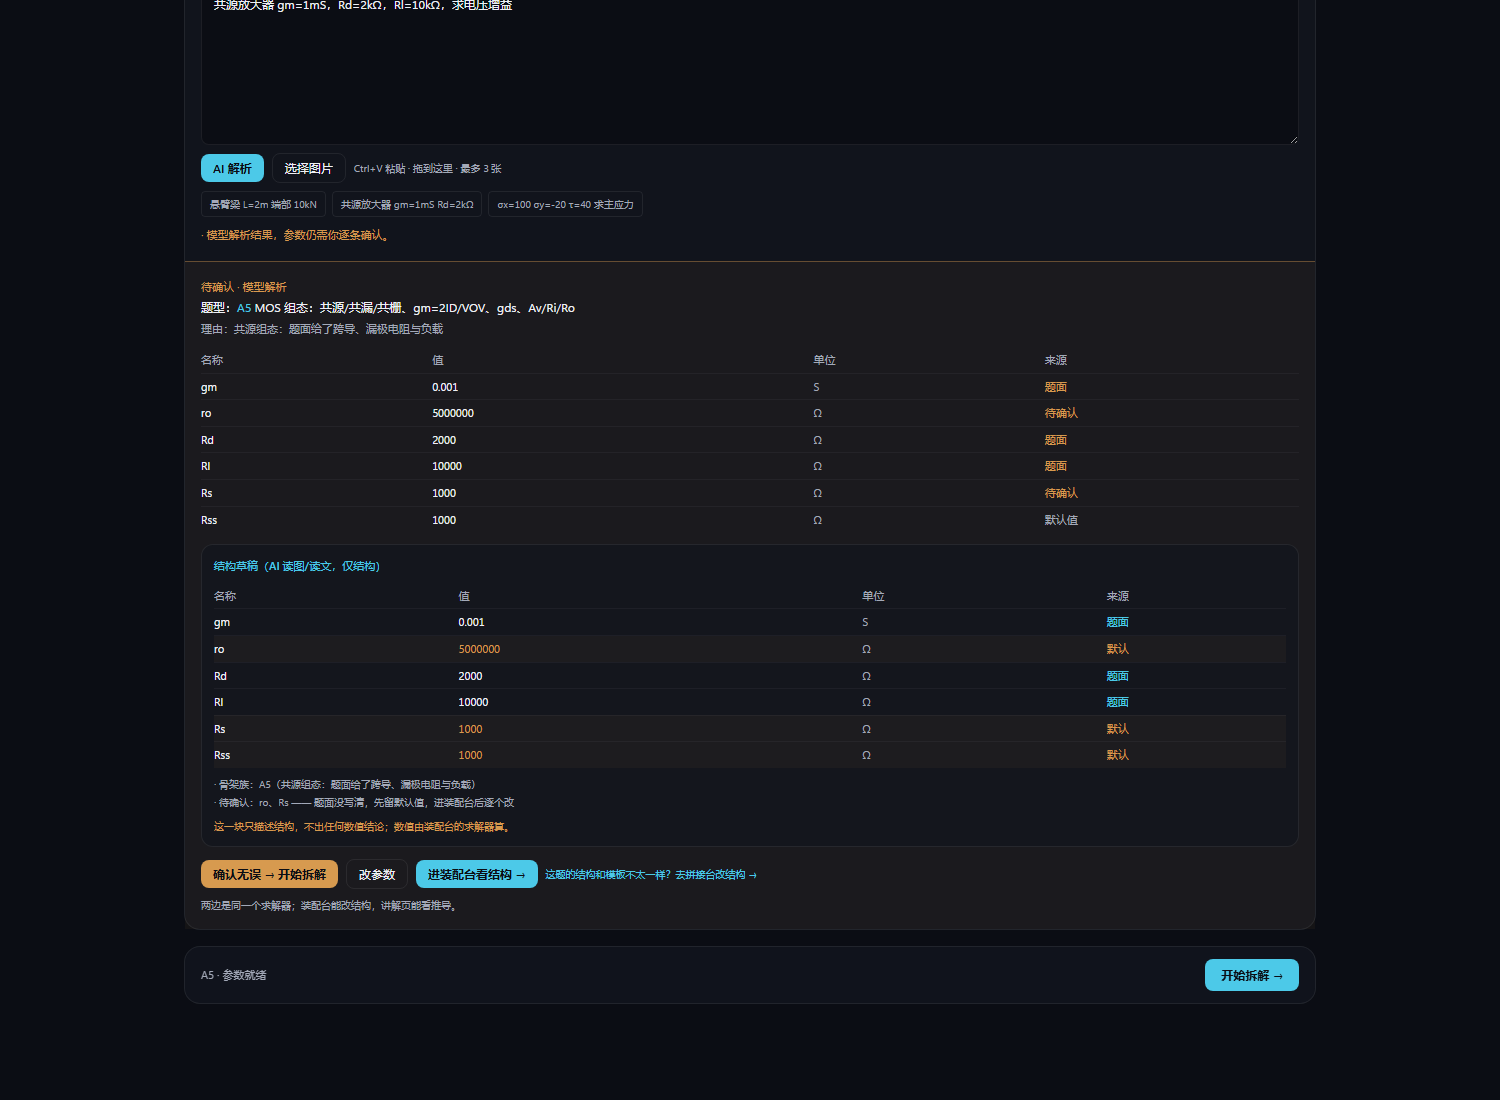 共源放大器 gm=1mS，Rd=2kΩ，Rl=10kΩ，求电压增益
AI 解析 选择图片 Ctrl+V 粘贴 · 拖到这里 · 最多 3 张
悬臂梁 L=2m 端部 10kN 共源放大器 gm=1mS Rd=2kΩ σx=100 σy=-20 τ=40 求主应力
· 模型解析结果，参数仍需你逐条确认。
待确认 · 模型解析
题型：A5 MOS 组态：共源/共漏/共栅、gm=2ID/VOV、gds、Av/Ri/Ro
理由：共源组态：题面给了跨导、漏极电阻与负载
名称 值 单位 来源
gm 0.001 S 题面
ro 5000000 Ω 待确认
Rd 2000 Ω 题面
Rl 10000 Ω 题面
Rs 1000 Ω 待确认
Rss 1000 Ω 默认值
结构草稿（AI 读图/读文，仅结构）
名称 值 单位 来源
gm 0.001 S 题面
ro 5000000 Ω 默认
Rd 2000 Ω 题面
Rl 10000 Ω 题面
Rs 1000 Ω 默认
Rss 1000 Ω 默认
· 骨架族：A5（共源组态：题面给了跨导、漏极电阻与负载）
· 待确认：ro、Rs —— 题面没写清，先留默认值，进装配台后逐个改
这一块只描述结构，不出任何数值结论；数值由装配台的求解器算。
确认无误 → 开始拆解 改参数 进装配台看结构 → 这题的结构和模板不太一样？去拼接台改结构 →
两边是同一个求解器；装配台能改结构，讲解页能看推导。
A5 · 参数就绪 开始拆解 →